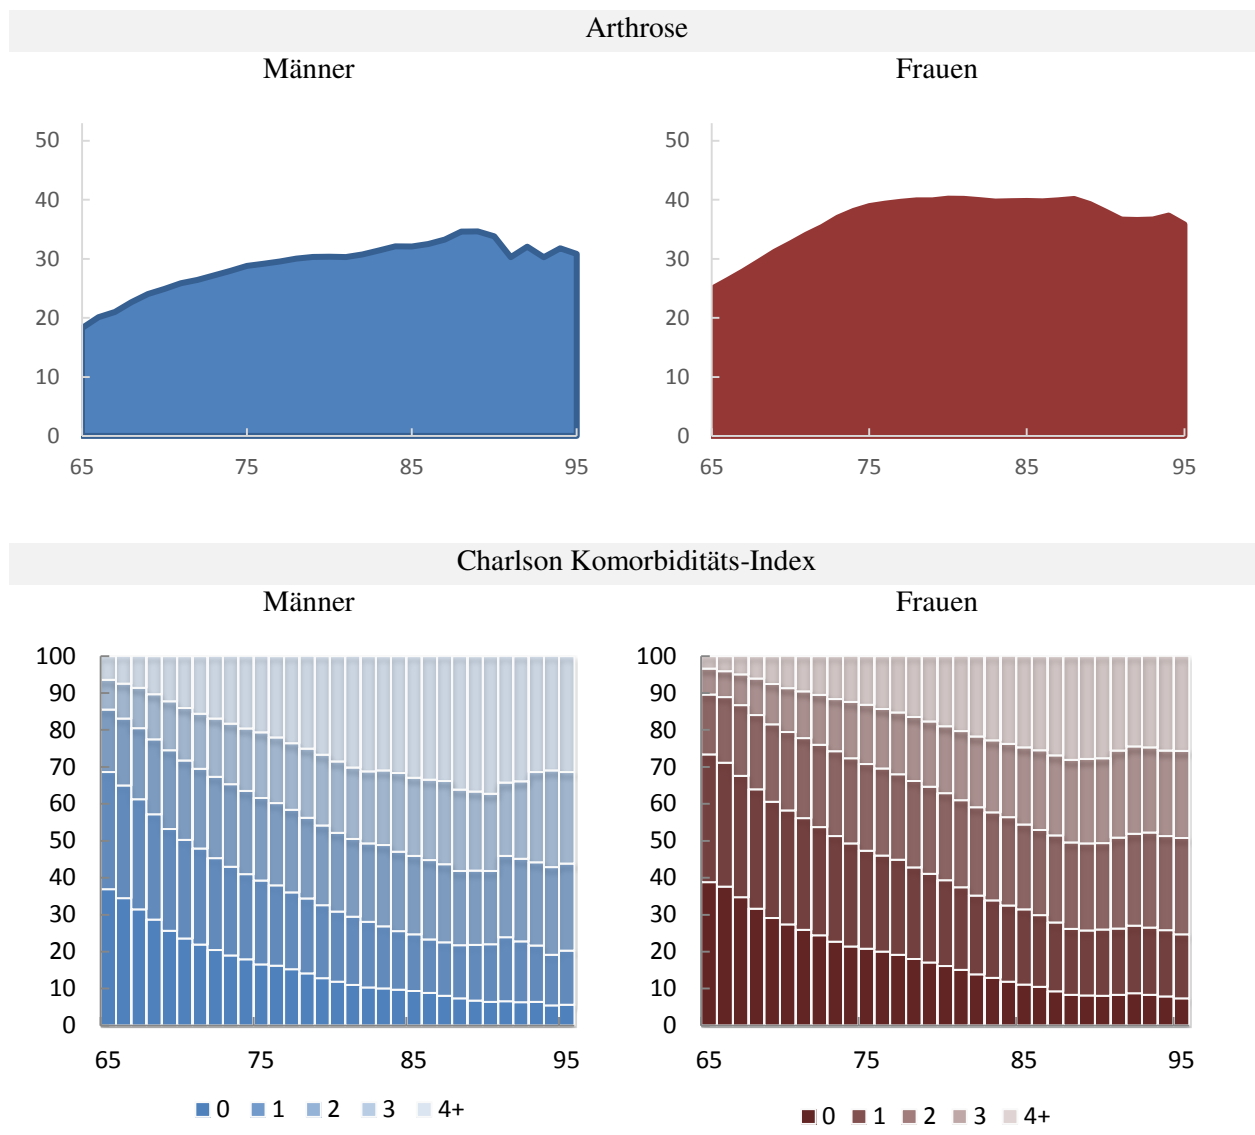 Arthrose
Männer Frauen
50 50
40 40
30 30
20 20
10 10
0 0
65 75 85 95 65 75 85 95
Charlson Komorbiditäts-Index
Männer Frauen
100 100
90 90
80 80
70 70
60 60
50 50
40 40
30 30
20 20
10 10
0 0
65 75 85 95 65 75 85 95
0 1 2 3 4+ 0 1 2 3 4+